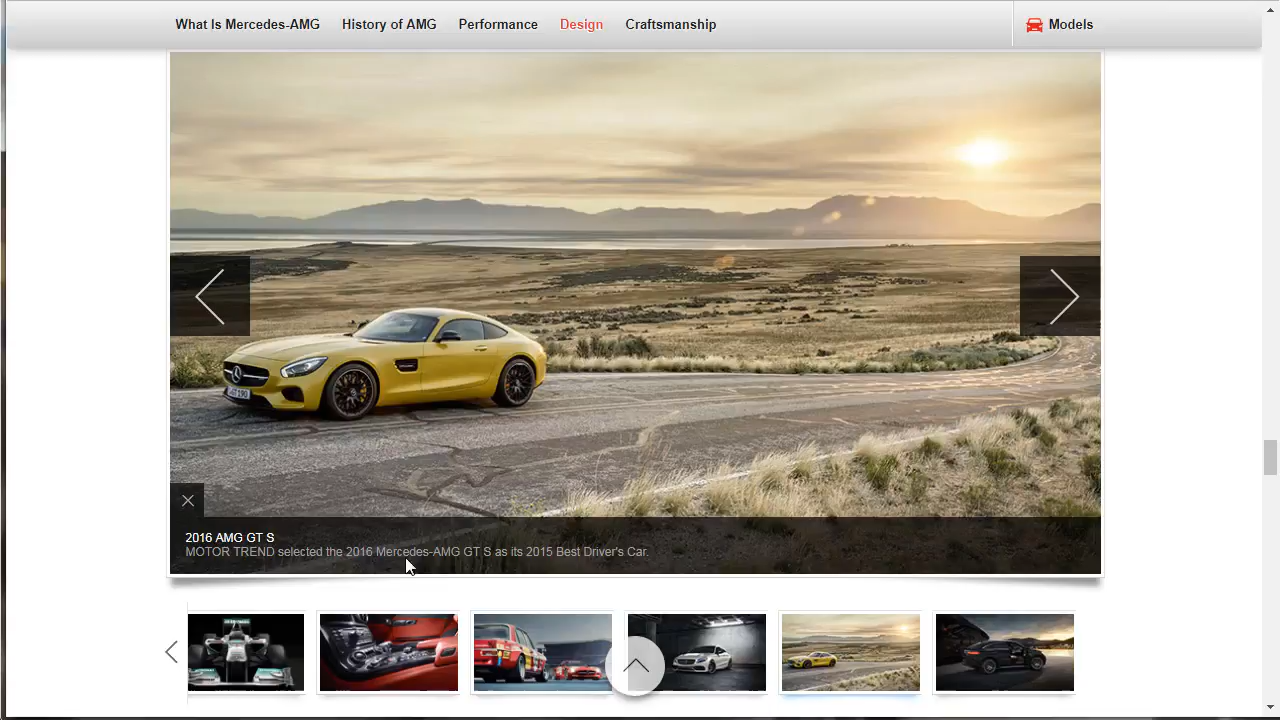 What Is Mercedes-AMG History of AMG Performance Design Craftsmanship Models
2016 AMG GT S
MOTOR TREND selected the 2016 Mercedes-AMG GT S as its 2015 Best Driver's Car.